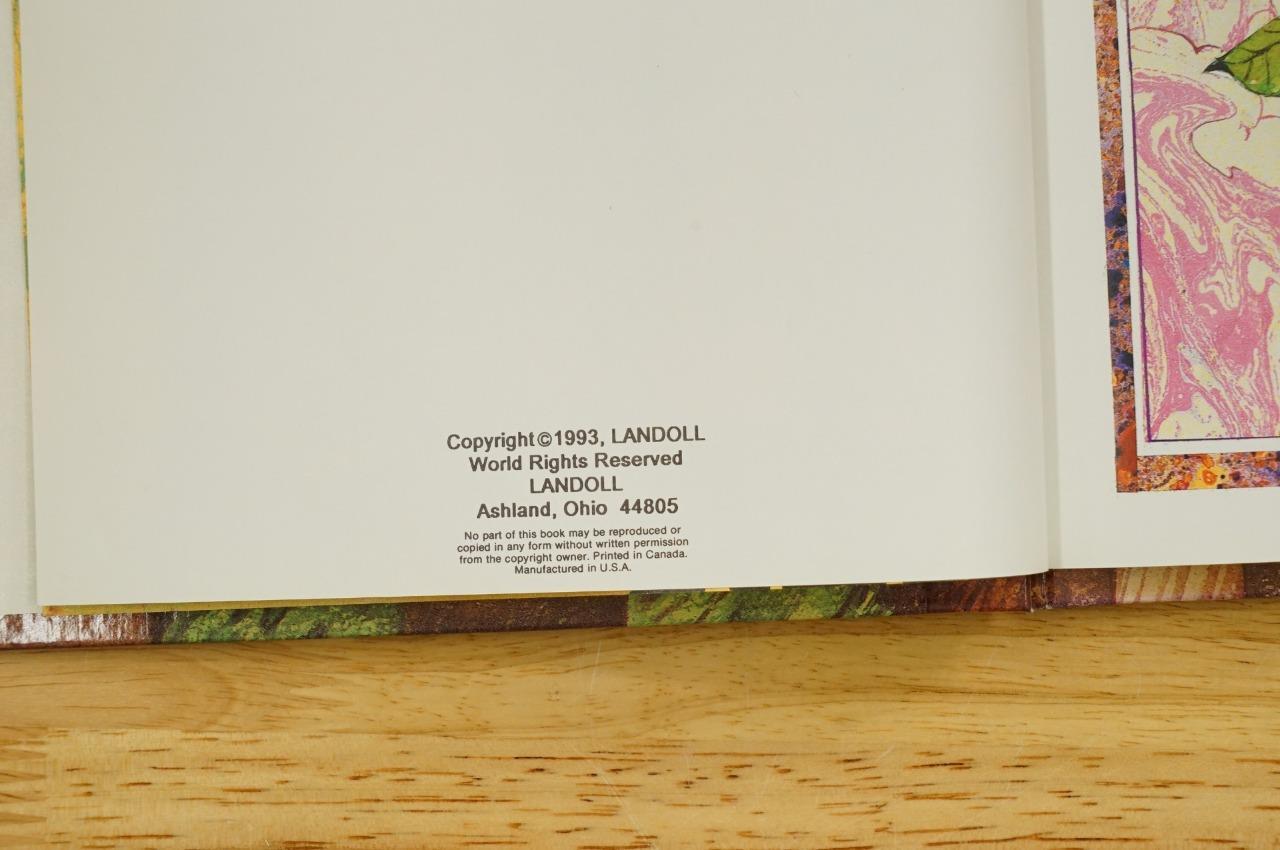 Copyright©1993, LANDOLL
World Rights Reserved
LANDOLL
Ashland, Ohio  44805
No part of this book may be reproduced or
copied in any form without written permission
from the copyright owner. Printed in Canada.
Manufactured in U.S.A.